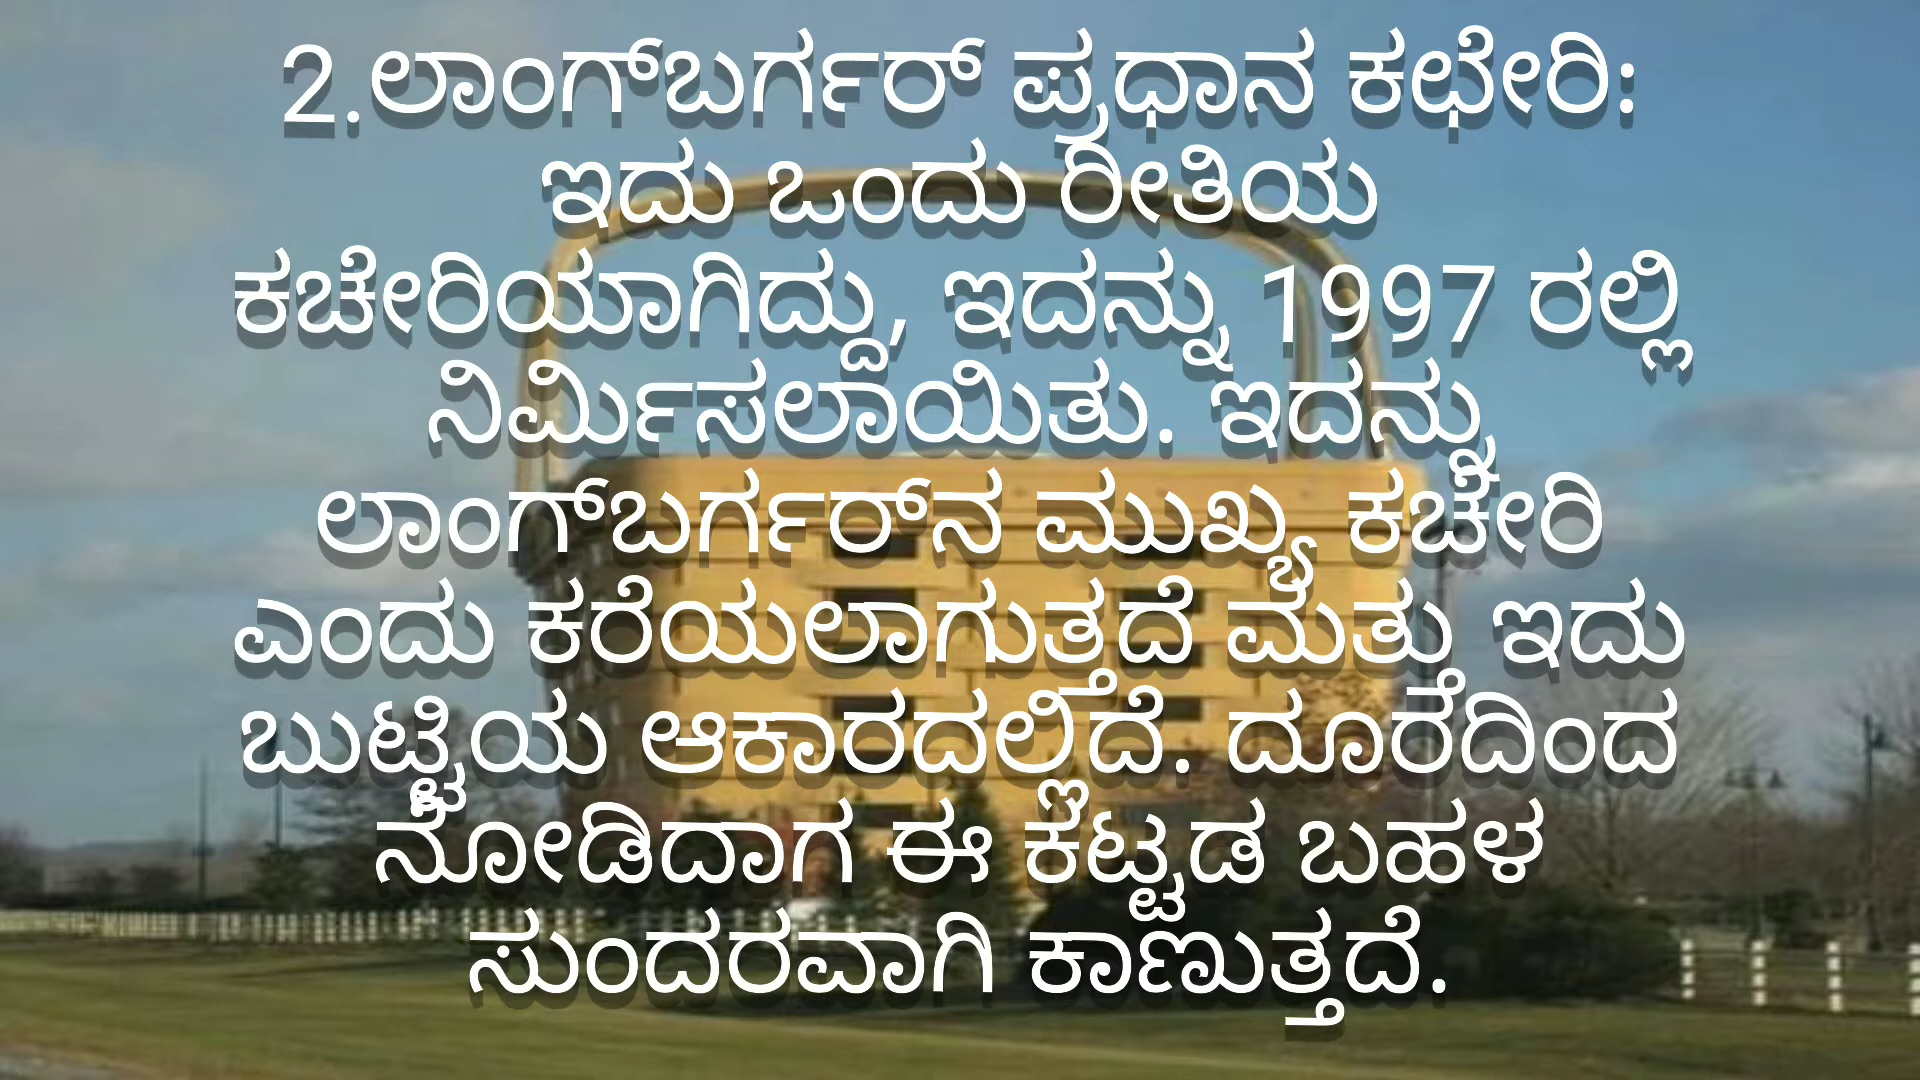 2.ಲಾಂಗ್‌ಬರ್ಗರ್ ಪ್ರಧಾನ ಕಛೇರಿ:
ಇದು ಒಂದು ರೀತಿಯ
ಕಚೇರಿಯಾಗಿದ್ದು, ಇದನ್ನು 1997 ರಲ್ಲಿ
ನಿರ್ಮಿಸಲಾಯಿತು. ಇದನ್ನು
ಲಾಂಗ್‌ಬರ್ಗರ್‌ನ ಮುಖ್ಯ ಕಚೇರಿ
ಎಂದು ಕರೆಯಲಾಗುತ್ತದೆ ಮತ್ತು ಇದು
ಬುಟ್ಟಿಯ ಆಕಾರದಲ್ಲಿದೆ. ದೂರದಿಂದ
ನೋಡಿದಾಗ ಈ ಕಟ್ಟಡ ಬಹಳ
ಸುಂದರವಾಗಿ ಕಾಣುತ್ತದೆ.